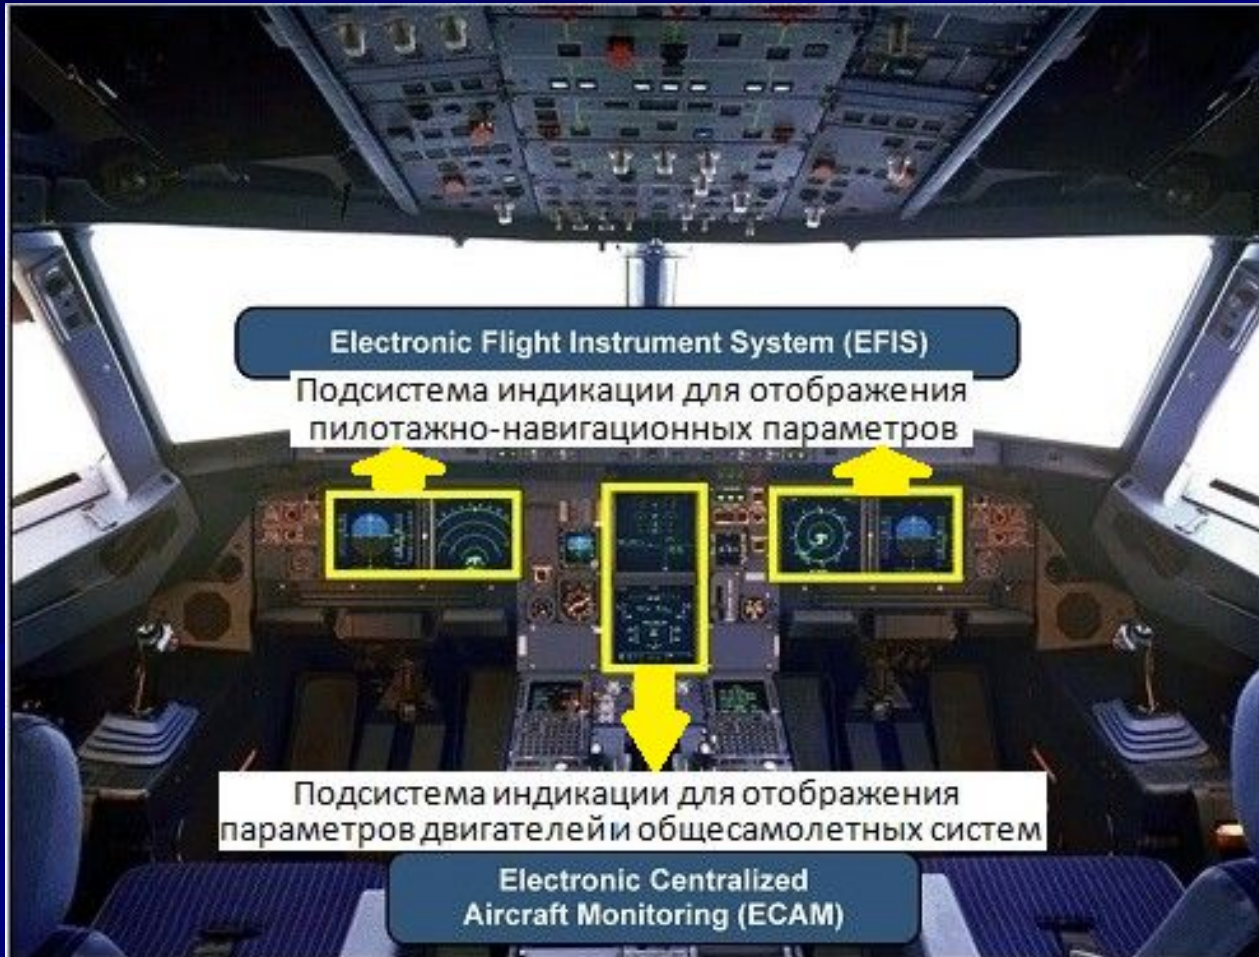 Electronic Flight Instrument System (EFIS)
Подсистема индикации для отображения
пилотажно-навигационных параметров
Подсистема индикации для отображения
параметров двигателей и общесамолетных систем
Electronic Centralized
Aircraft Monitoring (ECAM)